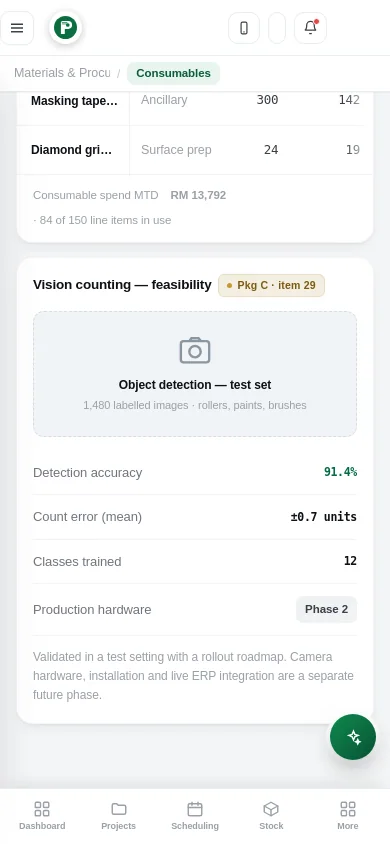 Materials & Procu / Consumables
Masking tape… Ancillary 300 142
Diamond gri… Surface prep 24 19
Consumable spend MTD RM 13,792
· 84 of 150 line items in use
Vision counting — feasibility Pkg C · item 29
Object detection — test set
1,480 labelled images · rollers, paints, brushes
Detection accuracy 91.4%
Count error (mean) ±0.7 units
Classes trained 12
Production hardware Phase 2
Validated in a test setting with a rollout roadmap. Camera
hardware, installation and live ERP integration are a separate
future phase.
Dashboard Projects Scheduling Stock More